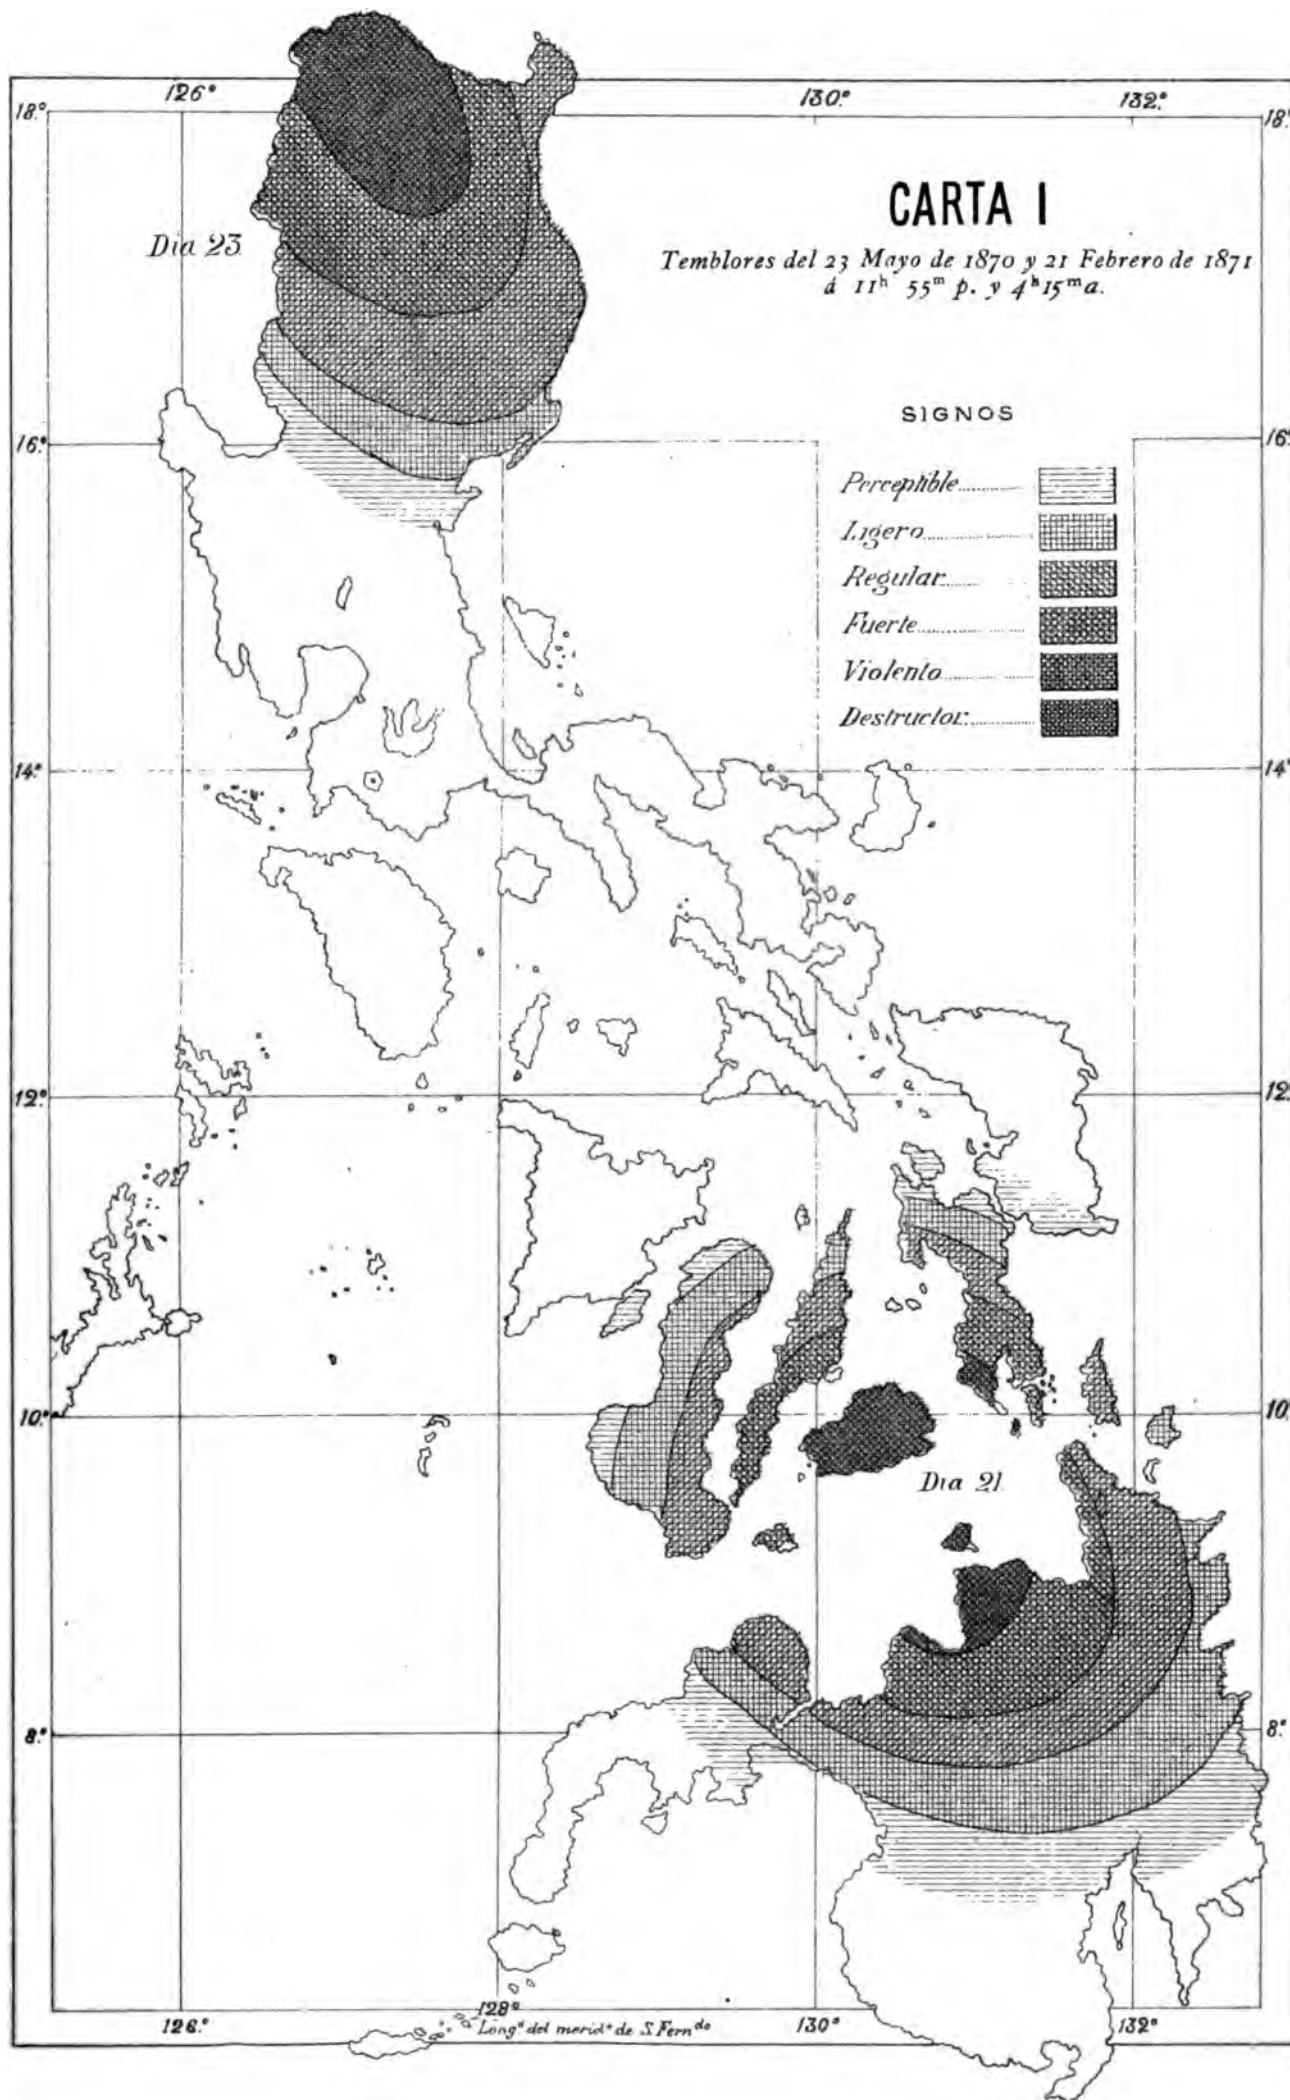 126°
130°
132°
18°
18°
CARTA I
Temblores del 23 Mayo de 1870 y 21 Febrero de 1871
á 11h 55m p. y 4h 15m a.
Dia 23.
SIGNOS
16°
16°
Perceptible
Ligero
Regular
Fuerte
Violento
Destructor
14°
14°
12°
12°
10°
10°
Dia 21.
8°
8°
128°
126°
Longd del meridº de S. Ferndo
130°
132°